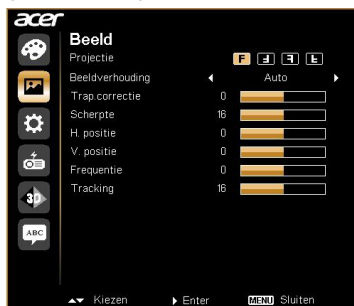 acer
Beeld
Projectie F F F F
Beeldverhouding Auto
Trap.correctie 0
Scherpte 16
H. positie 0
V. positie 0
Frequentie 0
Tracking 16
3D
ABC
Kiezen Enter MENU Sluiten